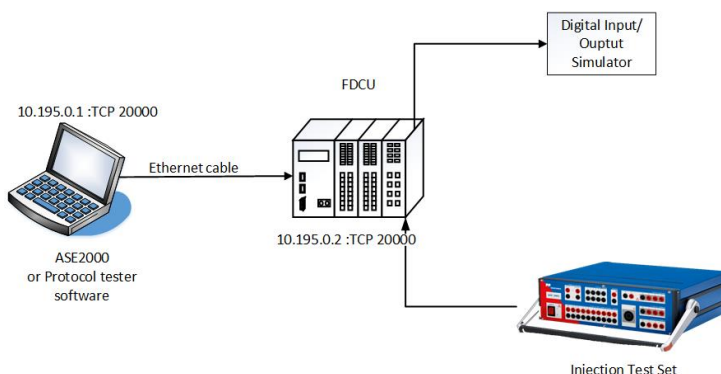 Digital Input/
Ouptut
Simulator
FDCU
10.195.0.1 :TCP 20000
Ethernet cable
10.195.0.2 :TCP 20000
ASE2000
or Protocol tester
software
Injection Test Set